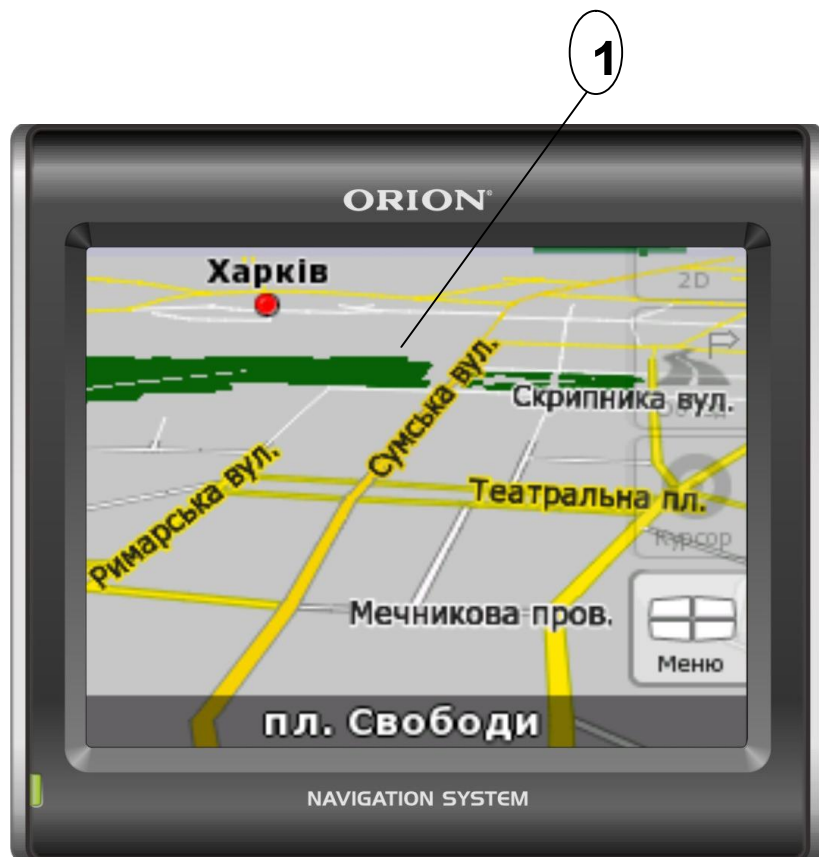 1
ORION®
Харків
2D
Сумська вул.
Скрипника вул.
Римарська вул.
Театральна пл.
Курсор
Мечникова пров.
Меню
пл. Свободи
NAVIGATION SYSTEM